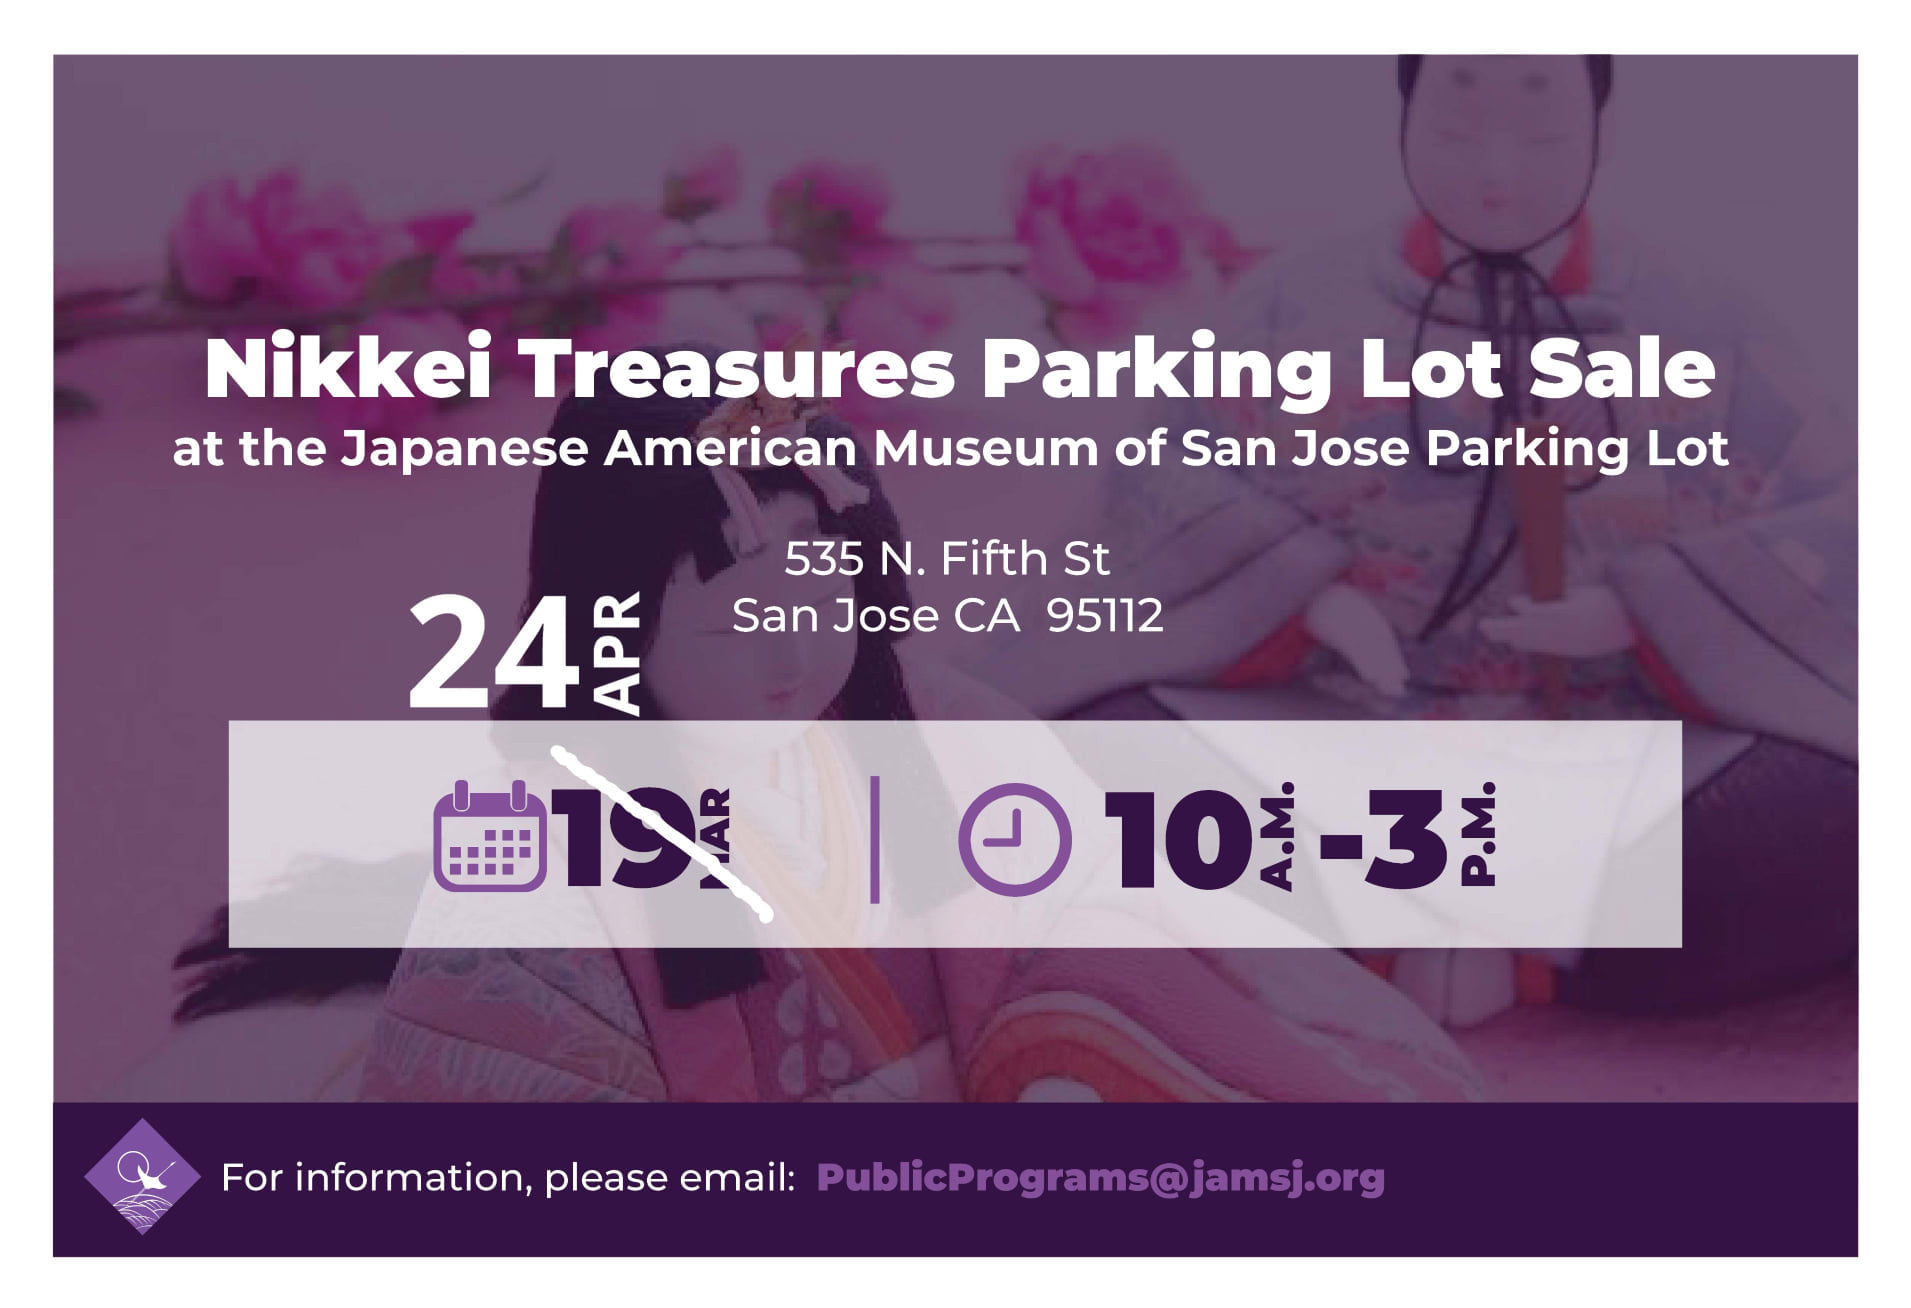 Nikkei Treasures Parking Lot Sale
at the Japanese American Museum of San Jose Parking Lot
535 N. Fifth St
San Jose CA 95112
24 APR
19 MAR
10 A.M. -3 P.M.
For information, please email: PublicPrograms@jamsj.org